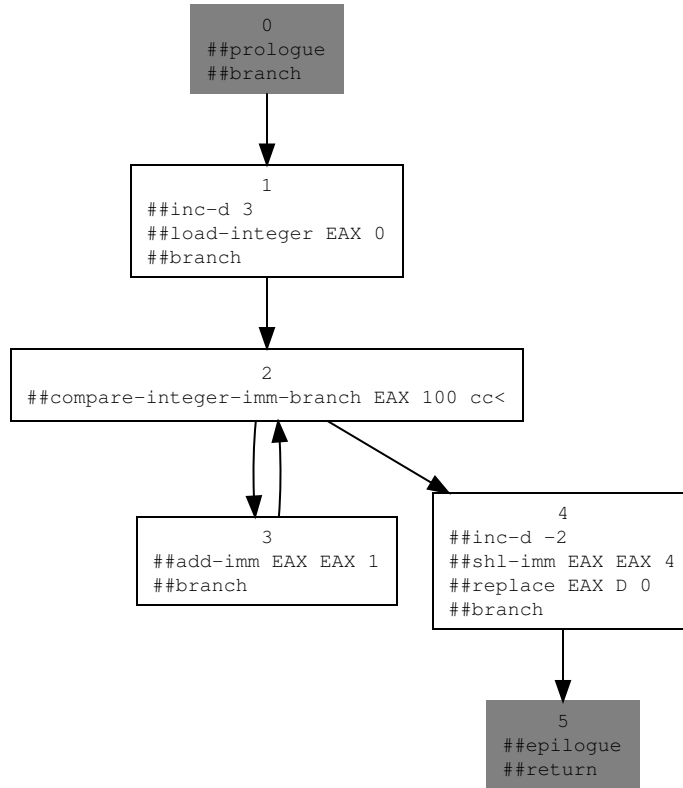 0
##prologue
##branch
1
##inc-d 3
##load-integer EAX 0
##branch
2
##compare-integer-imm-branch EAX 100 cc<
3
##add-imm EAX EAX 1
##branch
4
##inc-d -2
##shl-imm EAX EAX 4
##replace EAX D 0
##branch
5
##epilogue
##return